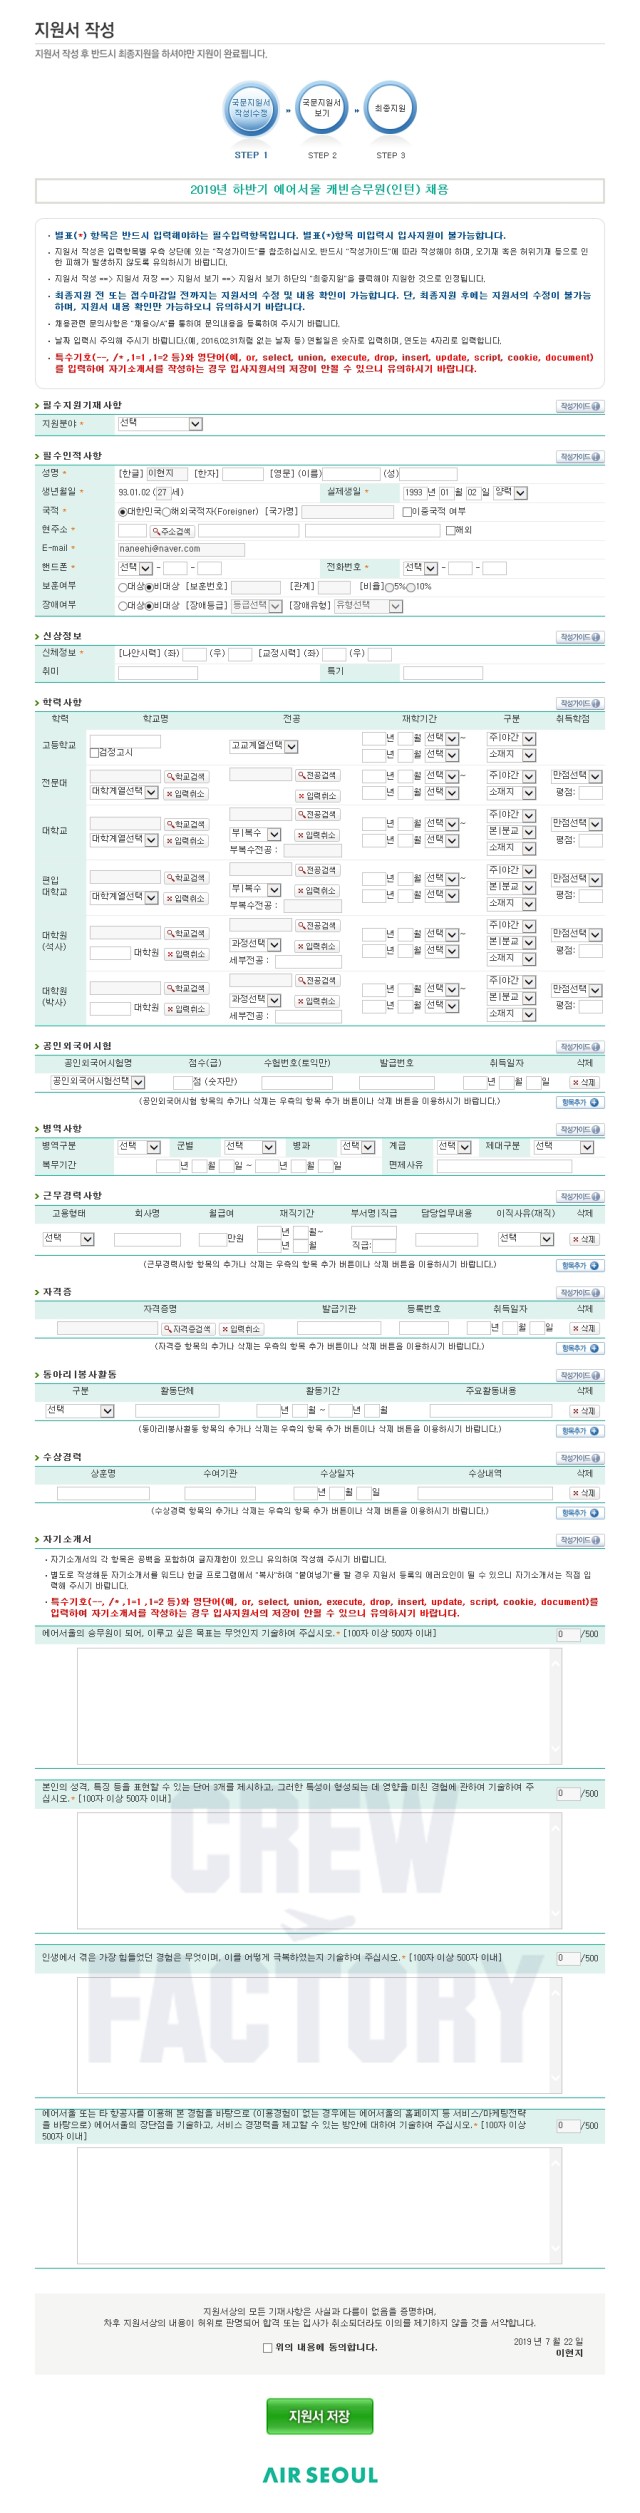 지원서 작성
지원서 작성 후 반드시 최종지원을 하셔야만 지원이 완료됩니다.
국문지원서 작성|수정 » 국문지원서 보기 » 최종지원
STEP 1 STEP 2 STEP 3
2019년 하반기 에어서울 캐빈승무원(인턴) 채용
· 별표(*) 항목은 반드시 입력해야하는 필수입력항목입니다. 별표(*)항목 미입력시 입사지원이 불가능합니다.
· 지원서 작성은 입력항목별 우측 상단에 있는 "작성가이드"를 참조하십시오. 반드시 "작성가이드"에 따라 작성해야 하며, 오기재 혹은 허위기재 등으로 인
한 피해가 발생하지 않도록 유의하시기 바랍니다.
· 지원서 작성 ==> 지원서 저장 ==> 지원서 보기 ==> 지원서 보기 하단의 "최종지원"을 클릭해야 지원한 것으로 인정됩니다.
· 최종지원 전 또는 접수마감일 전까지는 지원서의 수정 및 내용 확인이 가능합니다. 단, 최종지원 후에는 지원서의 수정이 불가능
하며, 지원서 내용 확인만 가능하오니 유의하시기 바랍니다.
· 채용관련 문의사항은 "채용Q/A"를 통하여 문의내용을 등록하여 주시기 바랍니다.
· 날짜 입력시 주의해 주시기 바랍니다.(예, 2016.02.31처럼 없는 날짜 등) 연월일은 숫자로 입력하며, 연도는 4자리로 입력합니다.
· 특수기호(--, /* ,1=1 ,1=2 등)와 영단어(예, or, select, union, execute, drop, insert, update, script, cookie, document)
를 입력하여 자기소개서를 작성하는 경우 입사지원서의 저장이 안될 수 있으니 유의하시기 바랍니다.
필수지원기재사항 작성가이드
지원분야 * 선택
필수인적사항 작성가이드
성명 * [한글] 이현지 [한자] [영문] (이름) (성)
생년월일 * 93.01.02 (27세) 실제생일 * 1993 년 01 월 02 일 양력
국적 * 대한민국 해외국적자(Foreigner) [국가명] 이중국적 여부
현주소 * 주소검색 해외
E-mail * naneehi@naver.com
핸드폰 * 선택 - - 전화번호 * 선택 - -
보훈여부 대상 비대상 [보훈번호] [관계] [비율] 5% 10%
장애여부 대상 비대상 [장애등급] 등급선택 [장애유형] 유형선택
신상정보 작성가이드
신체정보 * [나안시력] (좌) (우) [교정시력] (좌) (우)
취미 특기
학력사항 작성가이드
학력 학교명 전공 재학기간 구분 취득학점
고등학교 검정고시 고교계열선택 년 월 선택 ~ 주|야간
년 월 선택 소재지
전문대 학교검색 전공검색 년 월 선택 ~ 주|야간 만점선택
대학계열선택 입력취소 입력취소 년 월 선택 소재지 평점:
대학교 학교검색 전공검색 년 월 선택 ~ 주|야간 만점선택
대학계열선택 입력취소 부|복수 입력취소 년 월 선택 본|분교 평점:
부복수전공 : 소재지
편입 대학교 학교검색 전공검색 년 월 선택 ~ 주|야간 만점선택
대학계열선택 입력취소 부|복수 입력취소 년 월 선택 본|분교 평점:
부복수전공 : 소재지
대학원 (석사) 학교검색 전공검색 년 월 선택 ~ 주|야간 만점선택
대학원 입력취소 과정선택 입력취소 년 월 선택 본|분교 평점:
세부전공 : 소재지
대학원 (박사) 학교검색 전공검색 년 월 선택 ~ 주|야간 만점선택
대학원 입력취소 과정선택 입력취소 년 월 선택 본|분교 평점:
세부전공 : 소재지
공인외국어시험 작성가이드
공인외국어시험명 점수(급) 수험번호(토익만) 발급번호 취득일자 삭제
공인외국어시험선택 점 (숫자만) 년 월 일 삭제
(공인외국어시험 항목의 추가나 삭제는 우측의 항목 추가 버튼이나 삭제 버튼을 이용하시기 바랍니다.) 항목추가
병역사항 작성가이드
병역구분 선택 군별 선택 병과 선택 계급 선택 제대구분 선택
복무기간 년 월 일 ~ 년 월 일 면제사유
근무경력사항 작성가이드
고용형태 회사명 월급여 재직기간 부서명|직급 담당업무내용 이직사유(재직) 삭제
선택 만원 년 월~ 년 월 직급: 선택 삭제
(근무경력사항 항목의 추가나 삭제는 우측의 항목 추가 버튼이나 삭제 버튼을 이용하시기 바랍니다.) 항목추가
자격증 작성가이드
자격증명 발급기관 등록번호 취득일자 삭제
자격증검색 입력취소 년 월 일 삭제
(자격증 항목의 추가나 삭제는 우측의 항목 추가 버튼이나 삭제 버튼을 이용하시기 바랍니다.) 항목추가
동아리|봉사활동 작성가이드
구분 활동단체 활동기간 주요활동내용 삭제
선택 년 월 ~ 년 월 삭제
(동아리|봉사활동 항목의 추가나 삭제는 우측의 항목 추가 버튼이나 삭제 버튼을 이용하시기 바랍니다.) 항목추가
수상경력 작성가이드
상훈명 수여기관 수상일자 수상내역 삭제
년 월 일 삭제
(수상경력 항목의 추가나 삭제는 우측의 항목 추가 버튼이나 삭제 버튼을 이용하시기 바랍니다.) 항목추가
자기소개서 작성가이드
· 자기소개서의 각 항목은 공백을 포함하여 글자제한이 있으니 유의하여 작성해 주시기 바랍니다.
· 별도로 작성해둔 자기소개서를 워드나 한글 프로그램에서 "복사"하여 "붙여넣기"를 할 경우 지원서 등록의 에러요인이 될 수 있으니 자기소개서는 직접 입
력해 주시기 바랍니다.
· 특수기호(--, /* ,1=1 ,1=2 등)와 영단어(예, or, select, union, execute, drop, insert, update, script, cookie, document)를
입력하여 자기소개서를 작성하는 경우 입사지원서의 저장이 안될 수 있으니 유의하시기 바랍니다.
에어서울의 승무원이 되어, 이루고 싶은 목표는 무엇인지 기술하여 주십시오.* [100자 이상 500자 이내] 0 /500
본인의 성격, 특징 등을 표현할 수 있는 단어 3개를 제시하고, 그러한 특성이 형성되는 데 영향을 미친 경험에 관하여 기술하여 주
십시오.* [100자 이상 500자 이내] 0 /500
CREW
인생에서 겪은 가장 힘들었던 경험은 무엇이며, 이를 어떻게 극복하였는지 기술하여 주십시오.* [100자 이상 500자 이내] 0 /500
FACTORY
에어서울 또는 타 항공사를 이용해 본 경험을 바탕으로 (이용경험이 없는 경우에는 에어서울의 홈페이지 등 서비스/마케팅전략
을 바탕으로) 에어서울의 장단점을 기술하고, 서비스 경쟁력을 제고할 수 있는 방안에 대하여 기술하여 주십시오.* [100자 이상
500자 이내] 0 /500
지원서상의 모든 기재사항은 사실과 다름이 없음을 증명하며,
차후 지원서상의 내용이 허위로 판명되어 합격 또는 입사가 취소되더라도 이의를 제기하지 않을 것을 서약합니다.
위의 내용에 동의합니다.
2019 년 7 월 22 일
이현지
지원서 저장
AIR SEOUL